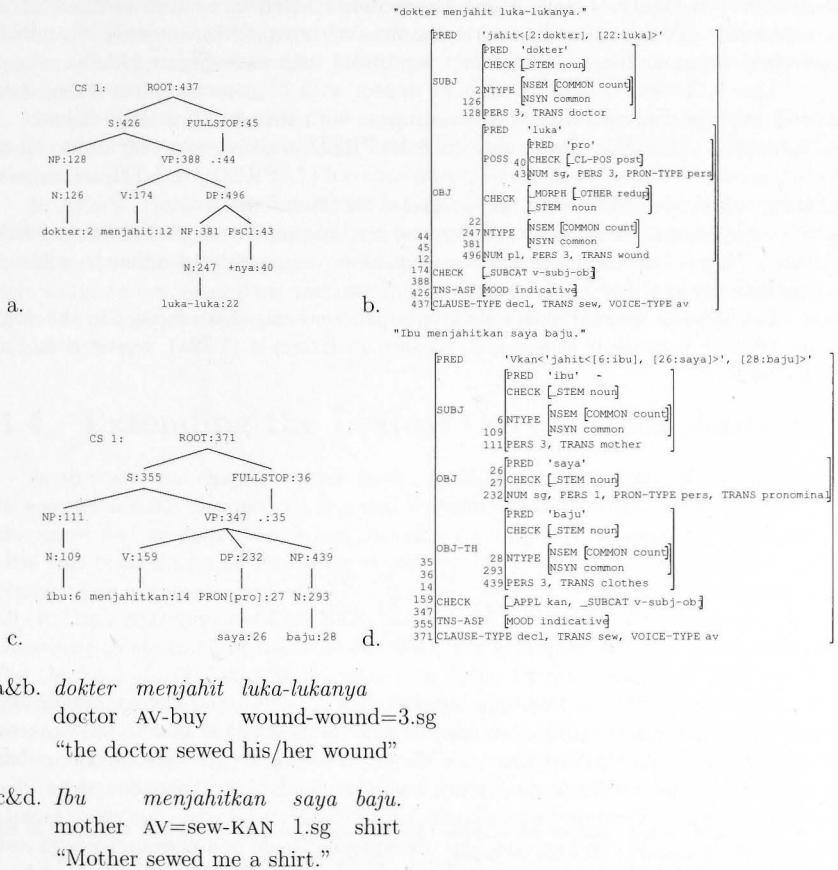 "dokter menjahit luka-lukanya."
PRED 'jahit<[2:dokter], [22:luka]>'
PRED 'dokter'
CHECK [_STEM noun]
SUBJ
2 NTYPE [NSEM [COMMON count]
NSYN common]
126
128 PERS 3, TRANS doctor
PRED 'luka'
PRED 'pro'
POSS 40 CHECK [_CL-POS post]
43 NUM sg, PERS 3, PRON-TYPE pers
OBJ
CHECK [_MORPH [_OTHER redup]
_STEM noun]
22
247 NTYPE [NSEM [COMMON count]
NSYN common]
381
496 NUM pl, PERS 3, TRANS wound
44
45
12
174 CHECK [_SUBCAT v-subj-obj]
388
426 TNS-ASP [MOOD indicative]
437 CLAUSE-TYPE decl, TRANS sew, VOICE-TYPE av
CS 1: ROOT:437
S:426 FULLSTOP:45
NP:128 VP:388 .:44
N:126 V:174 DP:496
dokter:2 menjahit:12 NP:381 PsCl:43
N:247 +nya:40
luka-luka:22
a.
b.
"Ibu menjahitkan saya baju."
PRED 'Vkan<'jahit<[6:ibu], [26:saya]>', [28:baju]>'
PRED 'ibu'
CHECK [_STEM noun]
SUBJ
6 NTYPE [NSEM [COMMON count]
NSYN common]
109
111 PERS 3, TRANS mother
PRED 'saya'
26
OBJ 27 CHECK [_STEM noun]
232 NUM sg, PERS 1, PRON-TYPE pers, TRANS pronominal
PRED 'baju'
CHECK [_STEM noun]
OBJ-TH
28 NTYPE [NSEM [COMMON count]
NSYN common]
293
439 PERS 3, TRANS clothes
35
36
14
159 CHECK [_APPL kan, _SUBCAT v-subj-obj]
347
355 TNS-ASP [MOOD indicative]
371 CLAUSE-TYPE decl, TRANS sew, VOICE-TYPE av
CS 1: ROOT:371
S:355 FULLSTOP:36
NP:111 VP:347 .:35
N:109 V:159 DP:232 NP:439
ibu:6 menjahitkan:14 PRON[pro]:27 N:293
saya:26 baju:28
c.
d.
a&b. dokter menjahit luka-lukanya
doctor AV-buy wound-wound=3.sg
"the doctor sewed his/her wound"
c&d. Ibu menjahitkan saya baju.
mother AV=sew-KAN 1.sg shirt
"Mother sewed me a shirt."